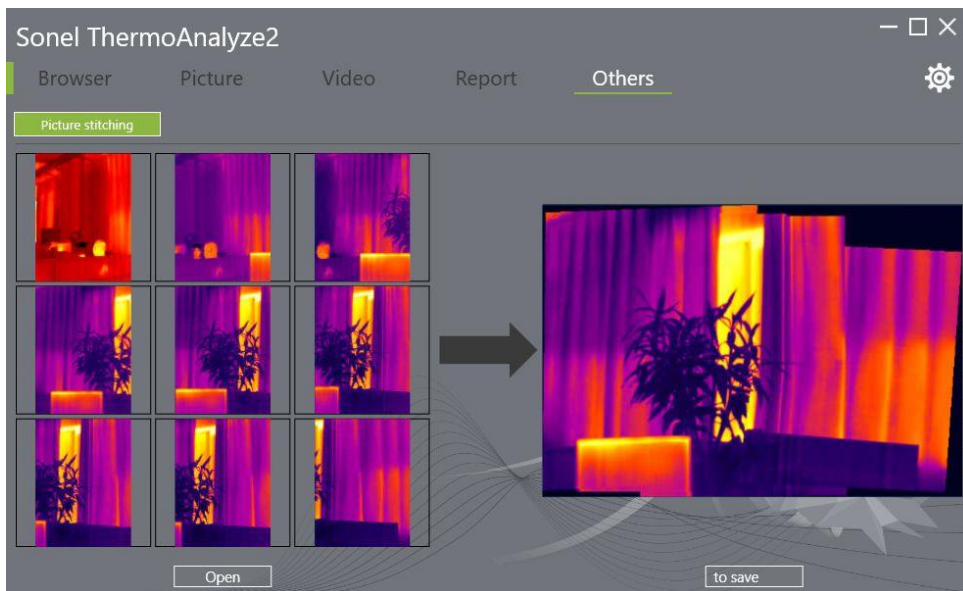 Sonel ThermoAnalyze2
Browser Picture Video Report Others
Picture stitching
Open to save